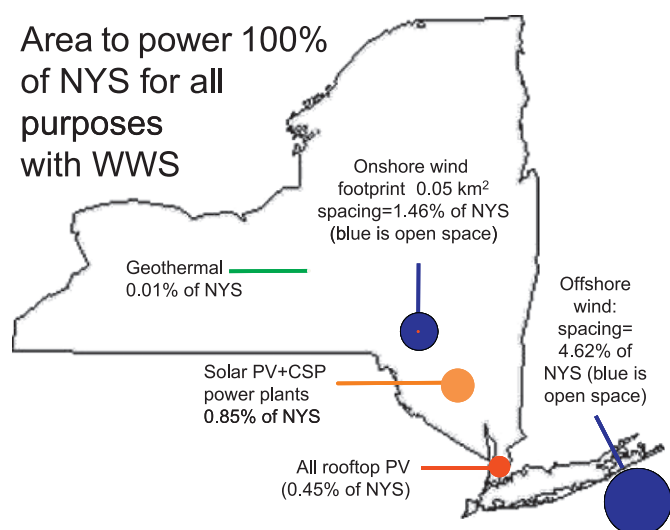 Area to power 100%
of NYS for all
purposes
with WWS
Onshore wind
footprint 0.05 km²
spacing=1.46% of NYS
(blue is open space)
Geothermal
0.01% of NYS
Offshore
wind:
spacing=
4.62% of
NYS (blue is
open space)
Solar PV+CSP
power plants
0.85% of NYS
All rooftop PV
(0.45% of NYS)